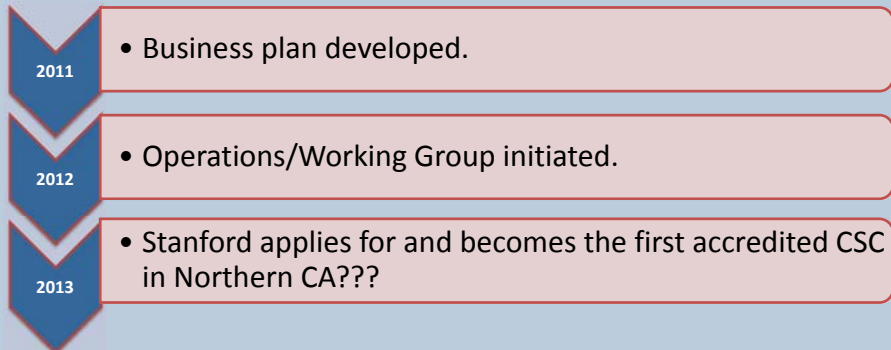 2011
• Business plan developed.
2012
• Operations/Working Group initiated.
2013
• Stanford applies for and becomes the first accredited CSC
in Northern CA???